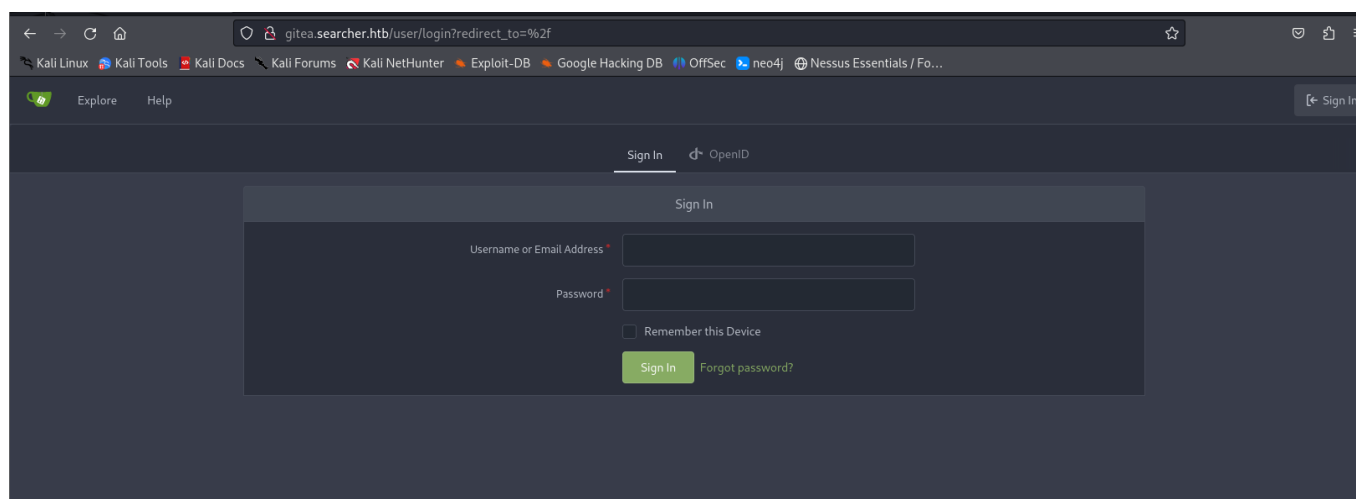 gitea.searcher.htb/user/login?redirect_to=%2f
Kali Linux Kali Tools Kali Docs Kali Forums Kali NetHunter Exploit-DB Google Hacking DB OffSec neo4j Nessus Essentials / Fo...
Explore Help Sign In
Sign In OpenID
Sign In
Username or Email Address *
Password *
Remember this Device
Sign In Forgot password?